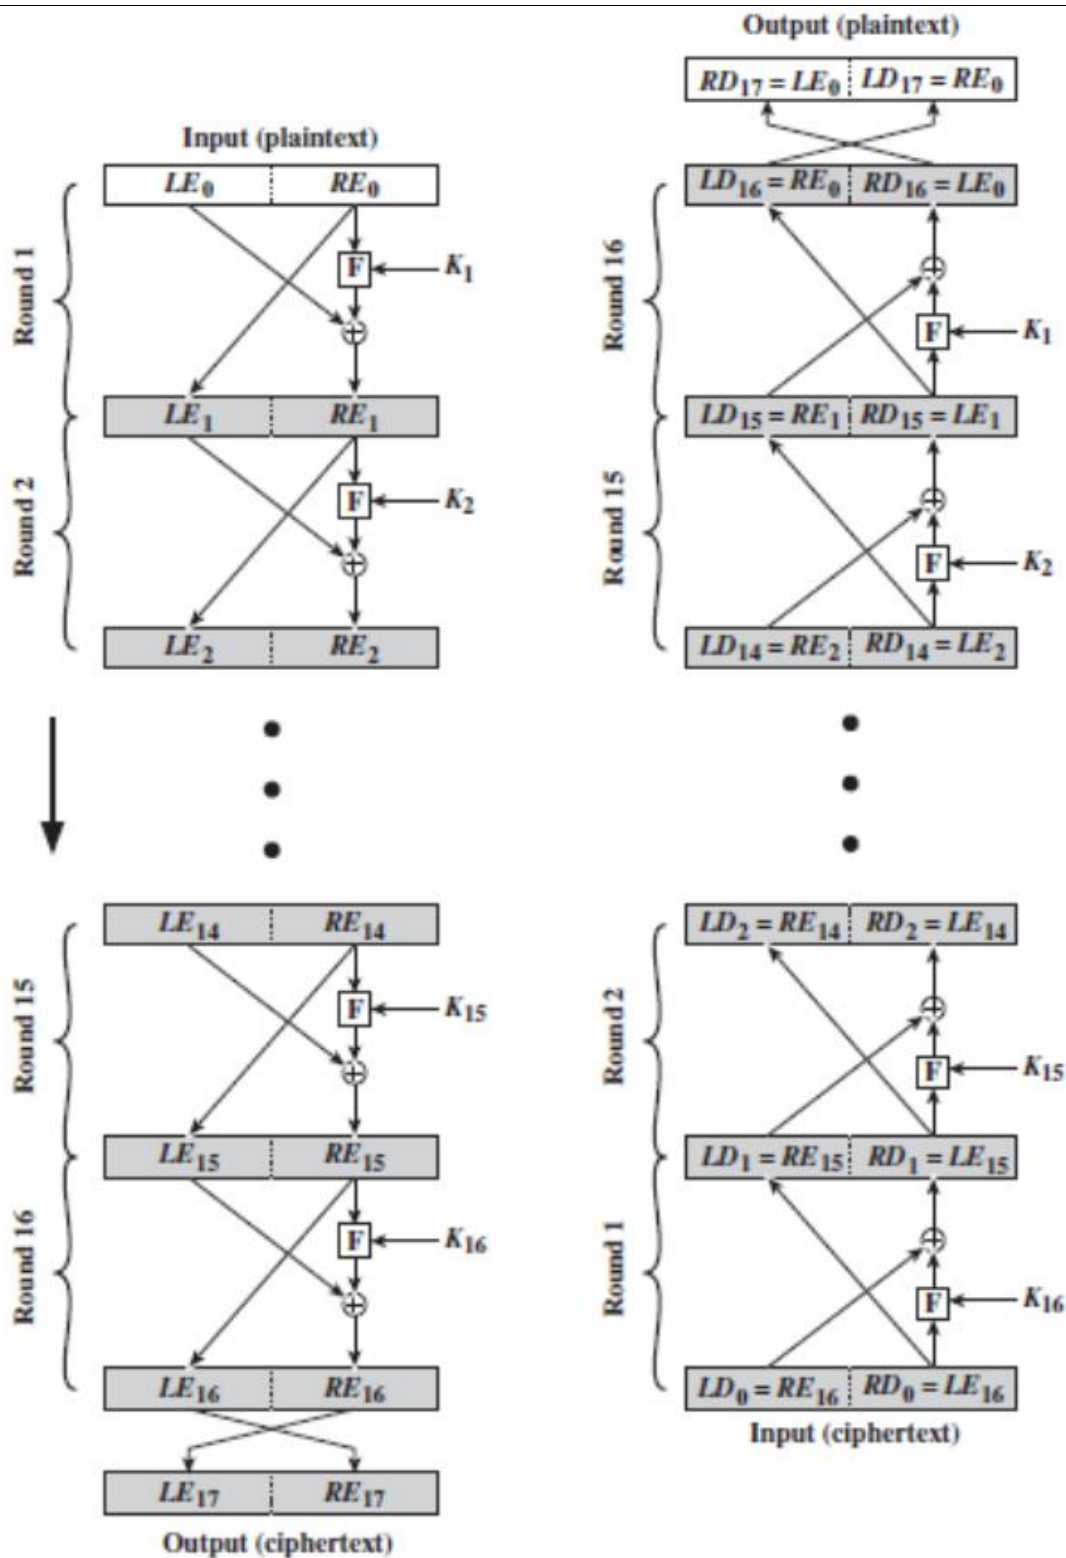 Input (plaintext)
LE₀ RE₀
Round 1
F
K₁
LE₁ RE₁
Round 2
F
K₂
LE₂ RE₂
LE₁₄ RE₁₄
Round 15
F
K₁₅
LE₁₅ RE₁₅
Round 16
F
K₁₆
LE₁₆ RE₁₆
LE₁₇ RE₁₇
Output (ciphertext)
Output (plaintext)
RD₁₇ = LE₀ LD₁₇ = RE₀
LD₁₆ = RE₀ RD₁₆ = LE₀
Round 16
F
K₁
LD₁₅ = RE₁ RD₁₅ = LE₁
Round 15
F
K₂
LD₁₄ = RE₂ RD₁₄ = LE₂
LD₂ = RE₁₄ RD₂ = LE₁₄
Round 2
F
K₁₅
LD₁ = RE₁₅ RD₁ = LE₁₅
Round 1
F
K₁₆
LD₀ = RE₁₆ RD₀ = LE₁₆
Input (ciphertext)